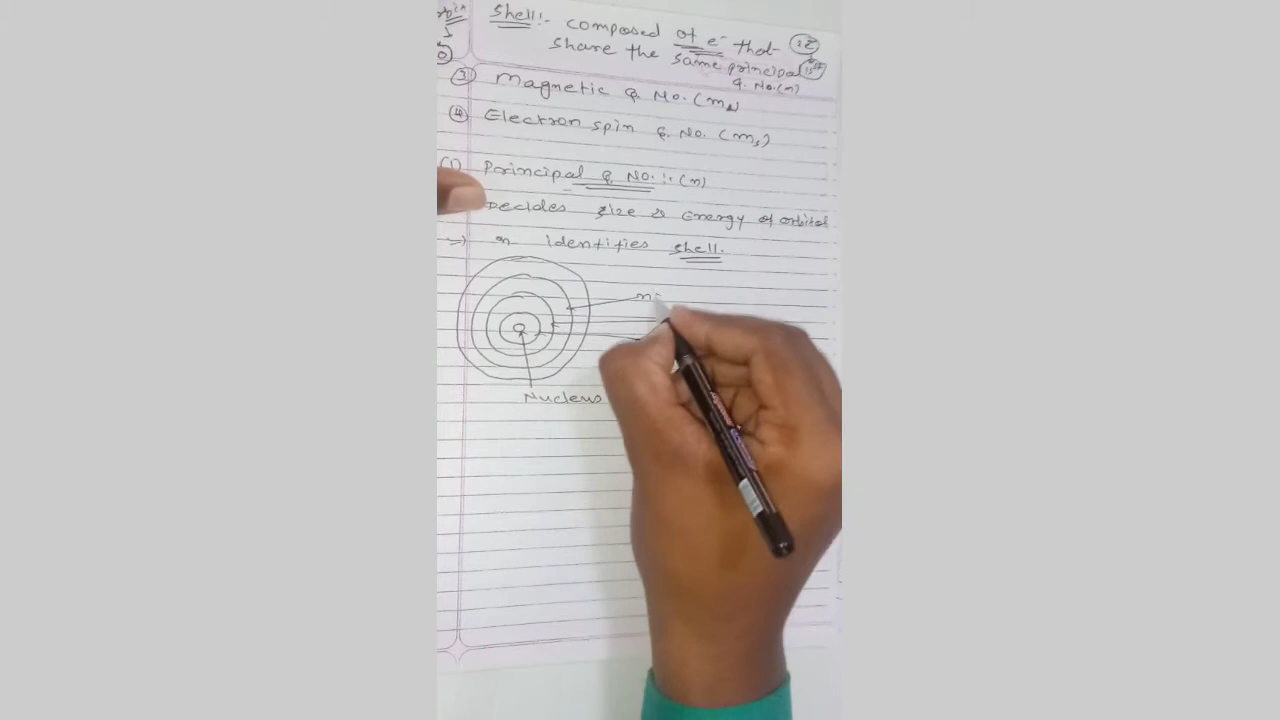 Shell:- composed of e- that
share the same principal
Q. No.(n)
③ Magnetic Q. No. (m
④ Electron spin Q. No. (ms)
(1) Principal Q. No. :- (n)
Decides size & Energy of orbital
=> n identifies shell.
n=
Nucleus